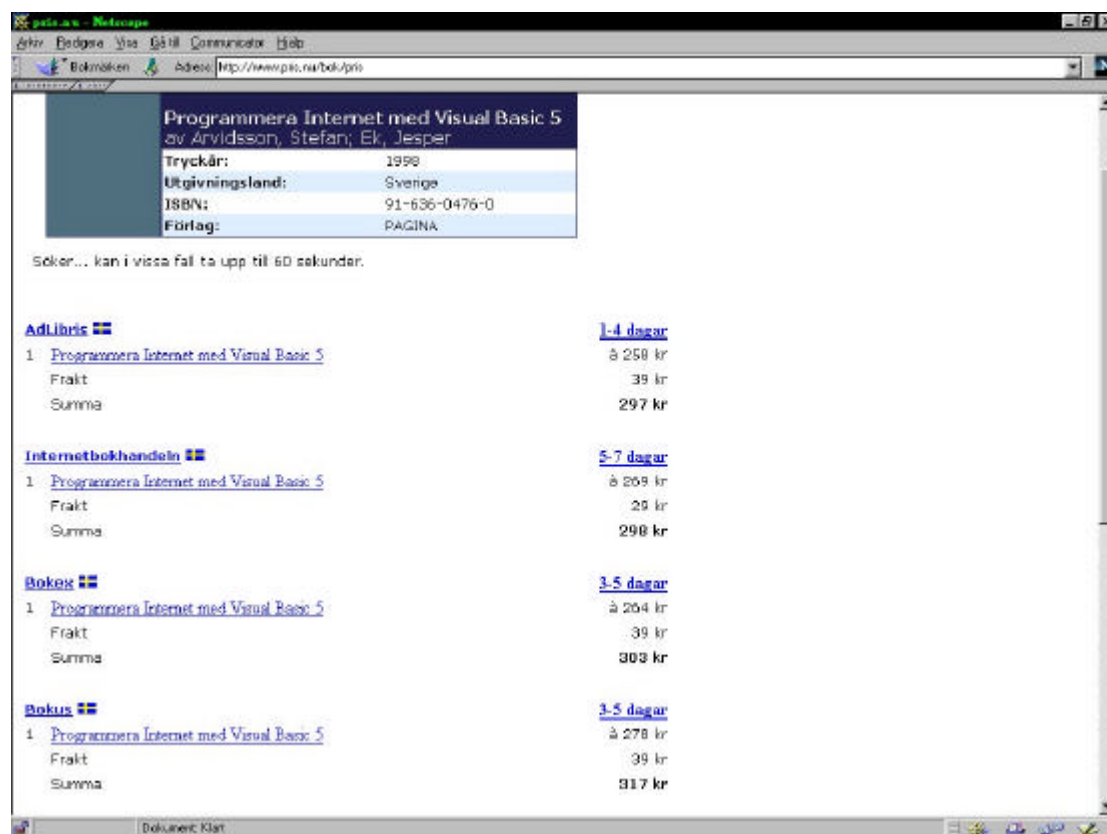 pris.nu - Netscape
Arkiv Redigera Visa Gå till Communicator Hjälp
Bokmärken Adress: http://www.pris.nu/bok/pris
Programmera Internet med Visual Basic 5
av Arvidsson, Stefan; Ek, Jesper
Tryckår: 1998
Utgivningsland: Sverige
ISBN: 91-636-0476-0
Förlag: PAGINA
Söker... kan i vissa fall ta upp till 60 sekunder.
AdLibris 1-4 dagar
1 Programmera Internet med Visual Basic 5 à 258 kr
Frakt 39 kr
Summa 297 kr
Internetbokhandeln 5-7 dagar
1 Programmera Internet med Visual Basic 5 à 269 kr
Frakt 29 kr
Summa 298 kr
Bokex 3-5 dagar
1 Programmera Internet med Visual Basic 5 à 264 kr
Frakt 39 kr
Summa 303 kr
Bokus 3-5 dagar
1 Programmera Internet med Visual Basic 5 à 278 kr
Frakt 39 kr
Summa 317 kr
Dokument: Klart